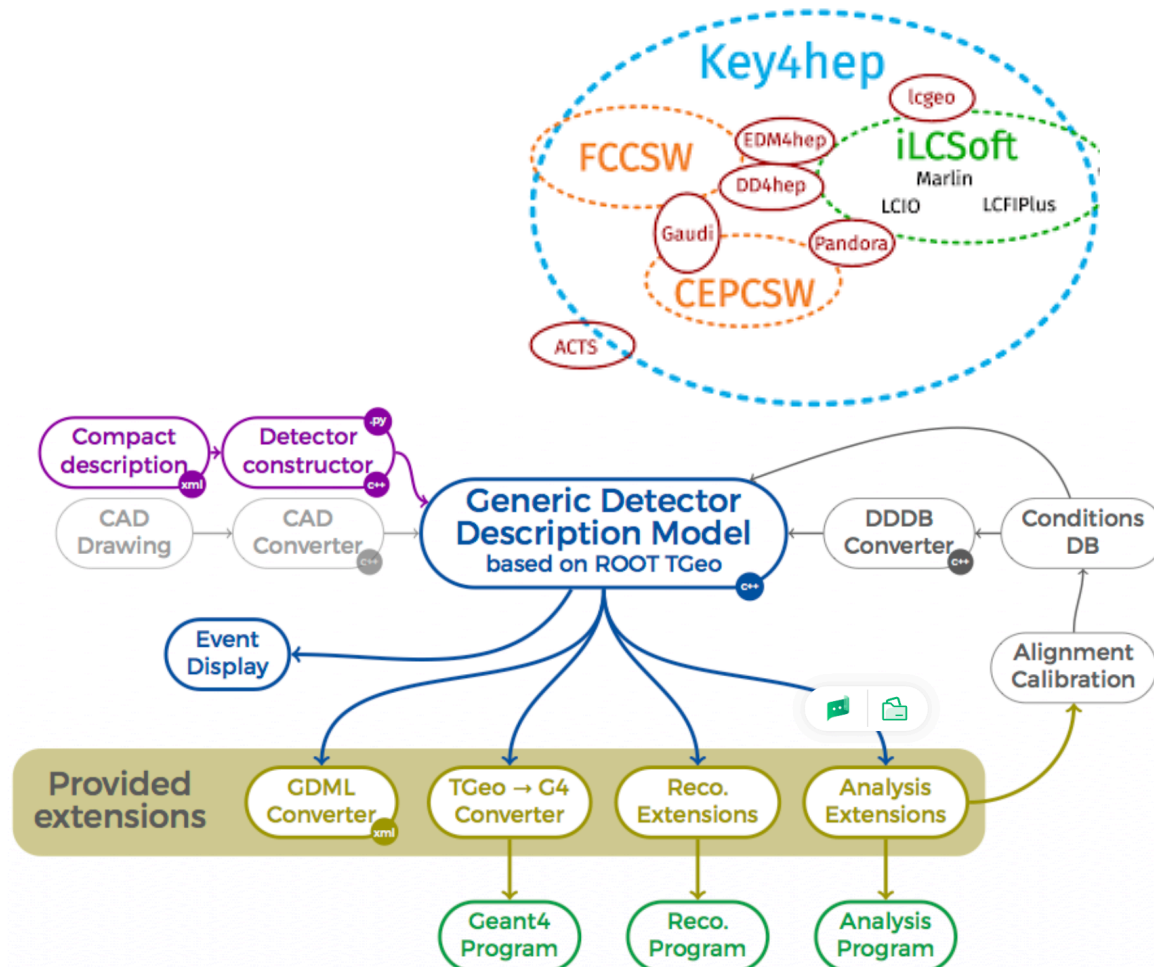 Key4hep
lcgeo
FCCSW
EDM4hep
iLCSoft
DD4hep
Marlin
LCIO
LCFIPlus
Gaudi
Pandora
CEPCSW
ACTS
Compact
description
xml
Detector
constructor
.py
c++
CAD
Drawing
CAD
Converter
c++
Generic Detector
Description Model
based on ROOT TGeo
c++
DDDB
Converter
c++
Conditions
DB
Event
Display
Alignment
Calibration
Provided
extensions
GDML
Converter
xml
TGeo → G4
Converter
Reco.
Extensions
Analysis
Extensions
Geant4
Program
Reco.
Program
Analysis
Program